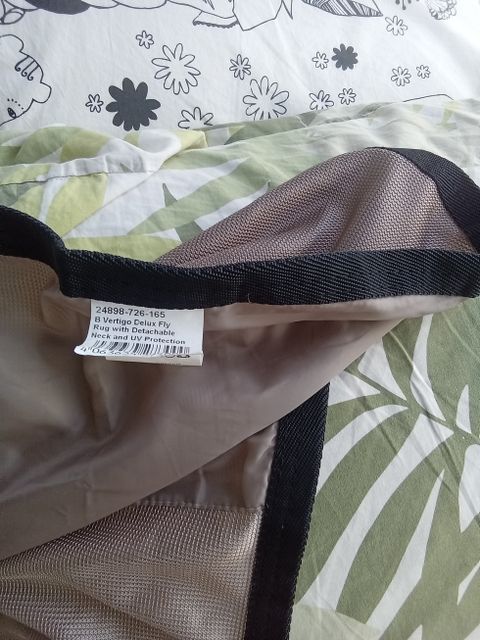 24898-726-165
B Vertigo Delux Fly
Rug with Detachable
Neck and UV Protection